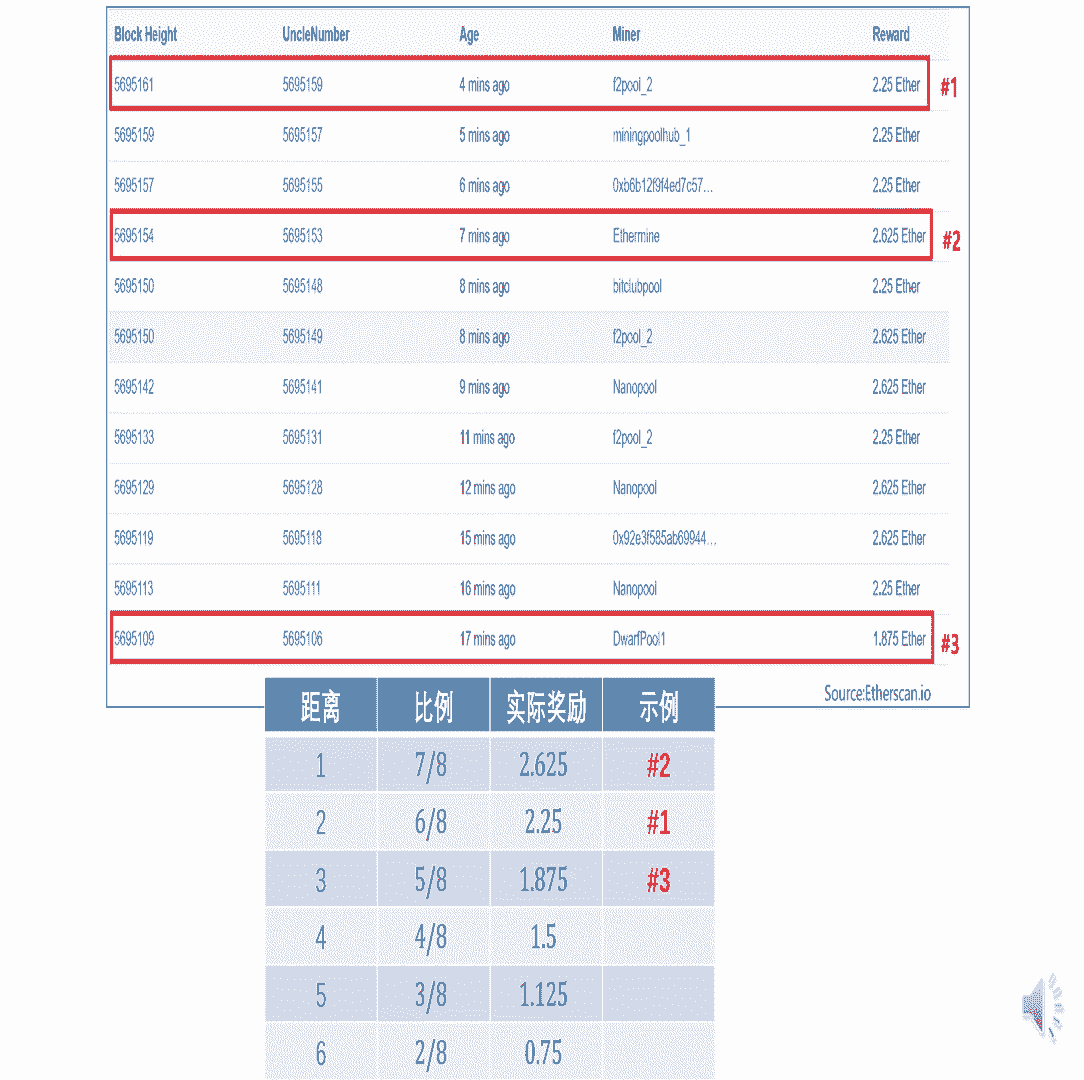 Block Height UncleNumber Age Miner Reward
5695161 5695159 4 mins ago f2pool_2 2.25 Ether #1
5695159 5695157 5 mins ago miningpoolhub_1 2.25 Ether
5695157 5695155 6 mins ago 0xb6b12f9f4ed7c57... 2.25 Ether
5695154 5695153 7 mins ago Ethermine 2.625 Ether #2
5695150 5695148 8 mins ago bitclubpool 2.25 Ether
5695150 5695149 8 mins ago f2pool_2 2.625 Ether
5695142 5695141 9 mins ago Nanopool 2.625 Ether
5695133 5695131 11 mins ago f2pool_2 2.25 Ether
5695129 5695128 12 mins ago Nanopool 2.625 Ether
5695119 5695118 15 mins ago 0x92e3f585ab69944... 2.625 Ether
5695113 5695111 16 mins ago Nanopool 2.25 Ether
5695109 5695106 17 mins ago DwarfPool1 1.875 Ether #3
Source:Etherscan.io
距离 比例 实际奖励 示例
1 7/8 2.625 #2
2 6/8 2.25 #1
3 5/8 1.875 #3
4 4/8 1.5
5 3/8 1.125
6 2/8 0.75